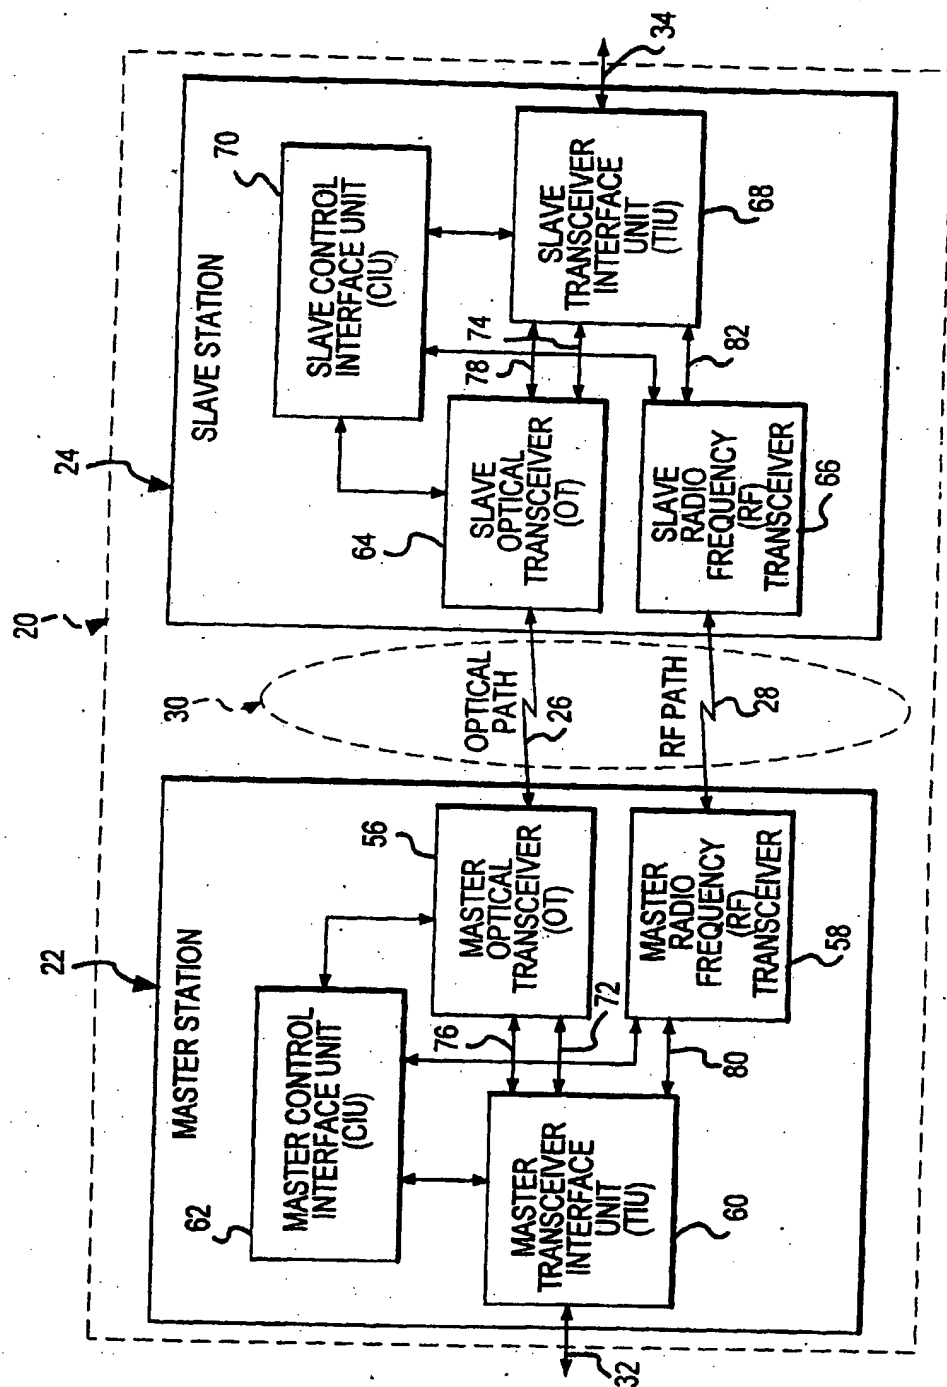 20
22
MASTER STATION
62
MASTER CONTROL
INTERFACE UNIT
(CIU)
56
MASTER
OPTICAL
TRANSCEIVER
(OT)
76
72
MASTER
TRANSCEIVER
INTERFACE
UNIT
(TIU)
60
32
80
MASTER
RADIO
FREQUENCY
(RF)
TRANSCEIVER
58
30
OPTICAL
PATH
26
RF PATH
28
24
SLAVE STATION
70
SLAVE CONTROL
INTERFACE UNIT
(CIU)
64
SLAVE
OPTICAL
TRANSCEIVER
(OT)
78
74
SLAVE
TRANSCEIVER
INTERFACE
UNIT
(TIU)
68
34
82
SLAVE
RADIO
FREQUENCY
(RF)
TRANSCEIVER
66